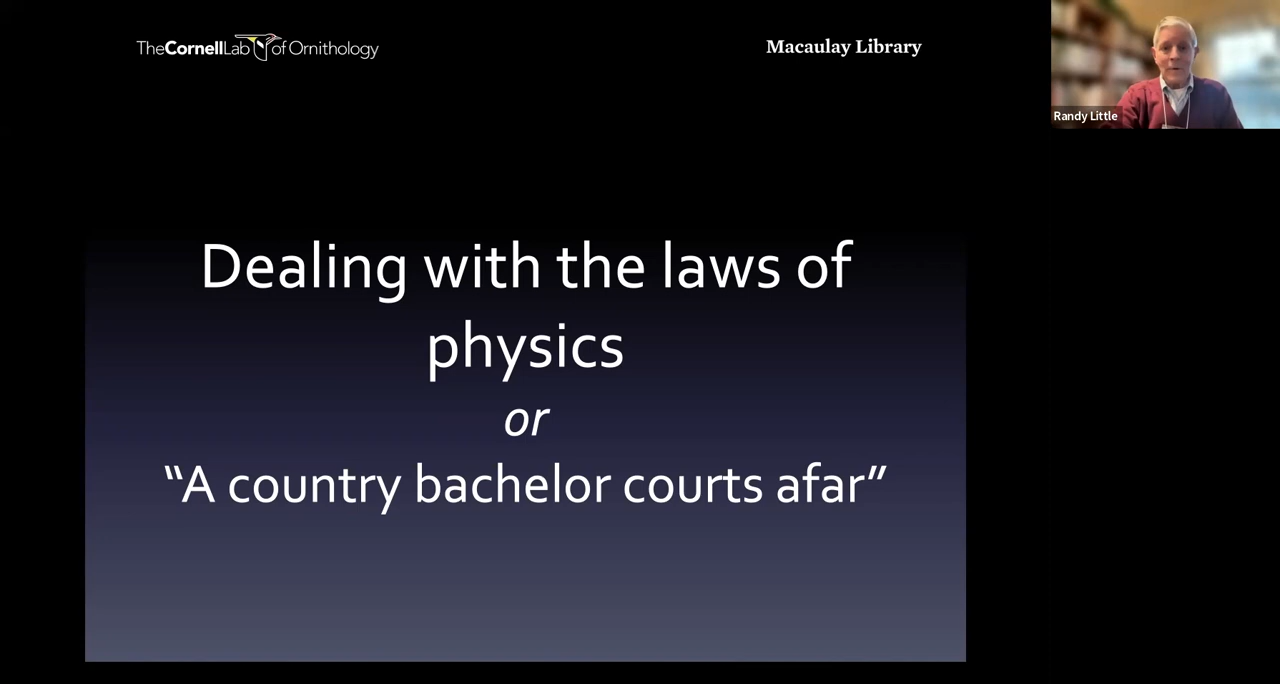 TheCornellLab of Ornithology
Macaulay Library
Randy Little
Dealing with the laws of
physics
or
“A country bachelor courts afar”